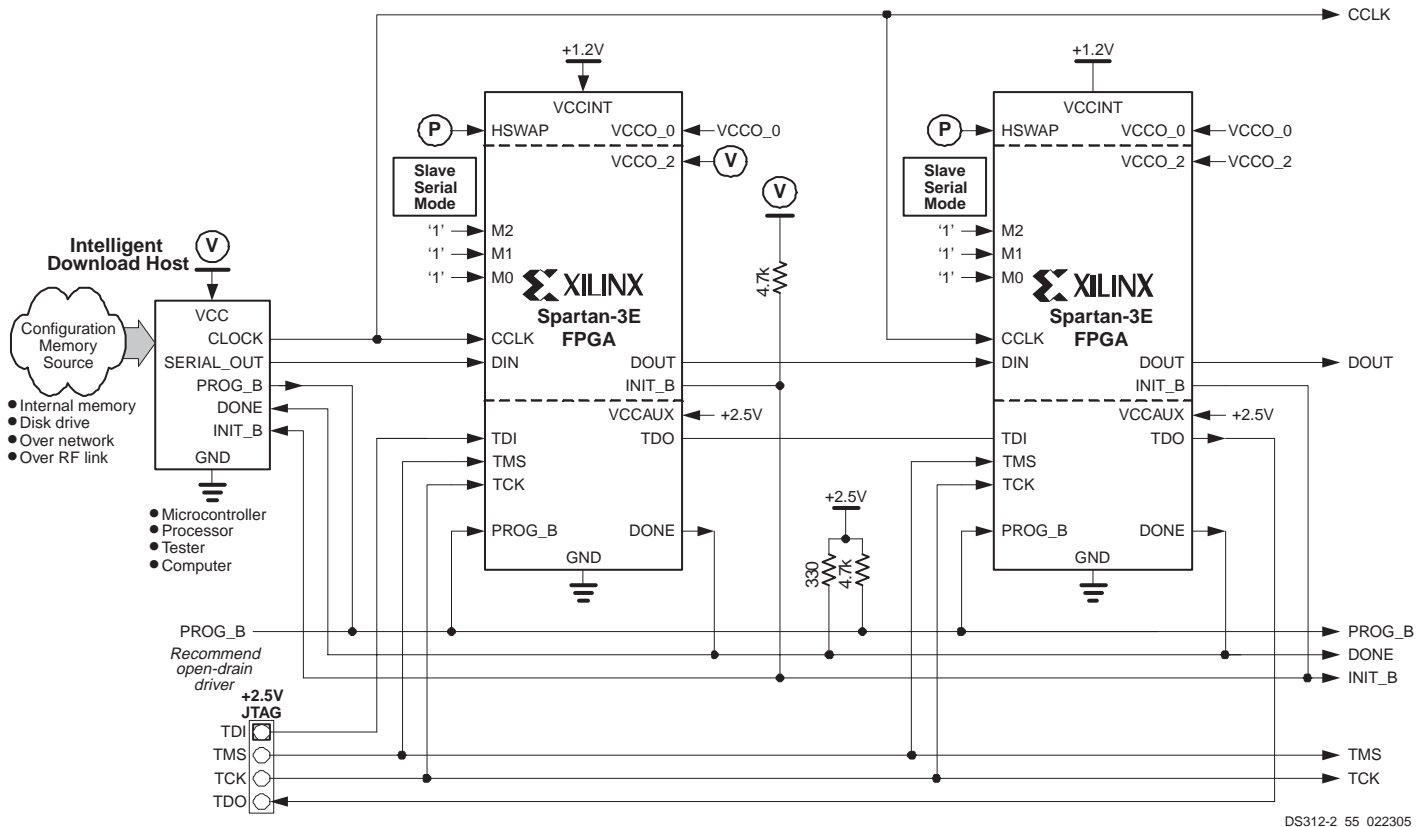 CCLK
+1.2V
+1.2V
VCCINT
VCCINT
P
HSWAP
VCCO_0
VCCO_0
P
HSWAP
VCCO_0
VCCO_0
VCCO_2
V
VCCO_2
VCCO_2
Slave
Serial
Mode
Slave
Serial
Mode
V
'1'
M2
'1'
M2
'1'
M1
'1'
M1
'1'
M0
'1'
M0
4.7k
XILINX
Spartan-3E
FPGA
XILINX
Spartan-3E
FPGA
Intelligent
Download Host
V
VCC
Configuration
Memory
Source
CLOCK
SERIAL_OUT
PROG_B
DONE
INIT_B
GND
CCLK
DIN
DOUT
INIT_B
CCLK
DIN
DOUT
INIT_B
DOUT
● Internal memory
● Disk drive
● Over network
● Over RF link
VCCAUX
+2.5V
VCCAUX
+2.5V
TDI
TDO
TDI
TDO
TMS
TMS
TCK
TCK
● Microcontroller
● Processor
● Tester
● Computer
+2.5V
PROG_B
DONE
PROG_B
DONE
GND
GND
330
4.7k
PROG_B
PROG_B
Recommend
open-drain
driver
DONE
INIT_B
+2.5V
JTAG
TDI
TMS
TMS
TCK
TCK
TDO
DS312-2_55_022305